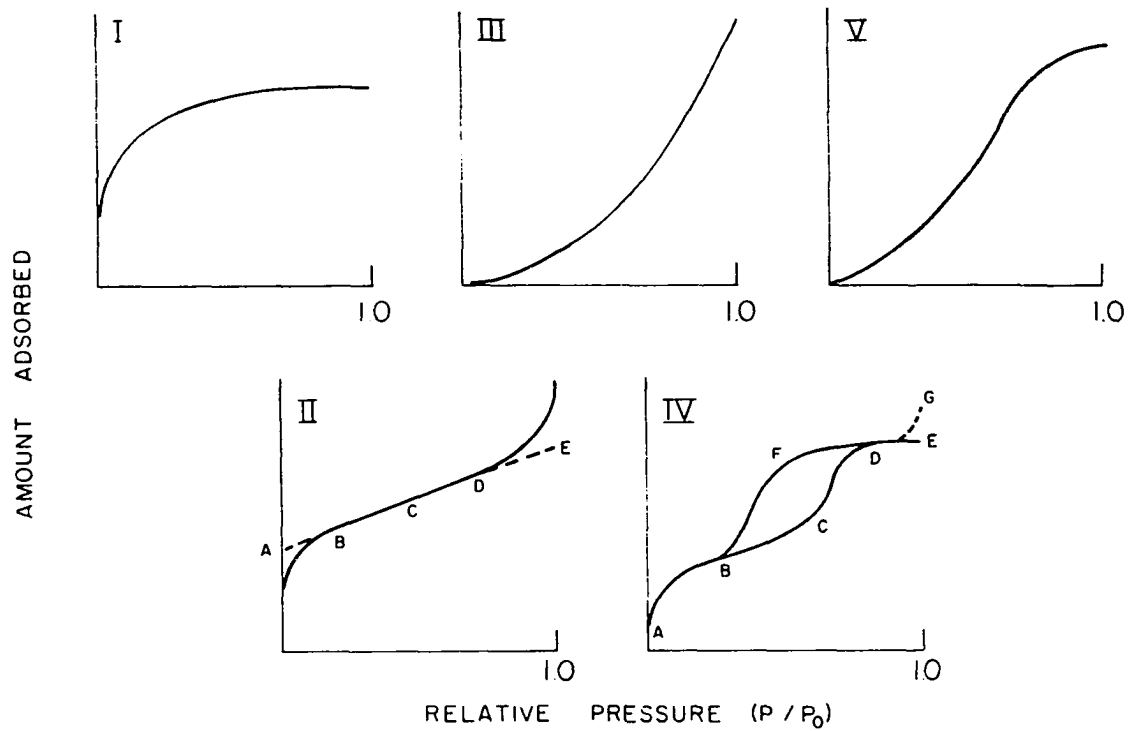 I
III
V
1.0
1.0
1.0
AMOUNT ADSORBED
II
A
B
C
D
E
1.0
IV
A
B
C
D
E
F
G
1.0
RELATIVE PRESSURE (P/P₀)